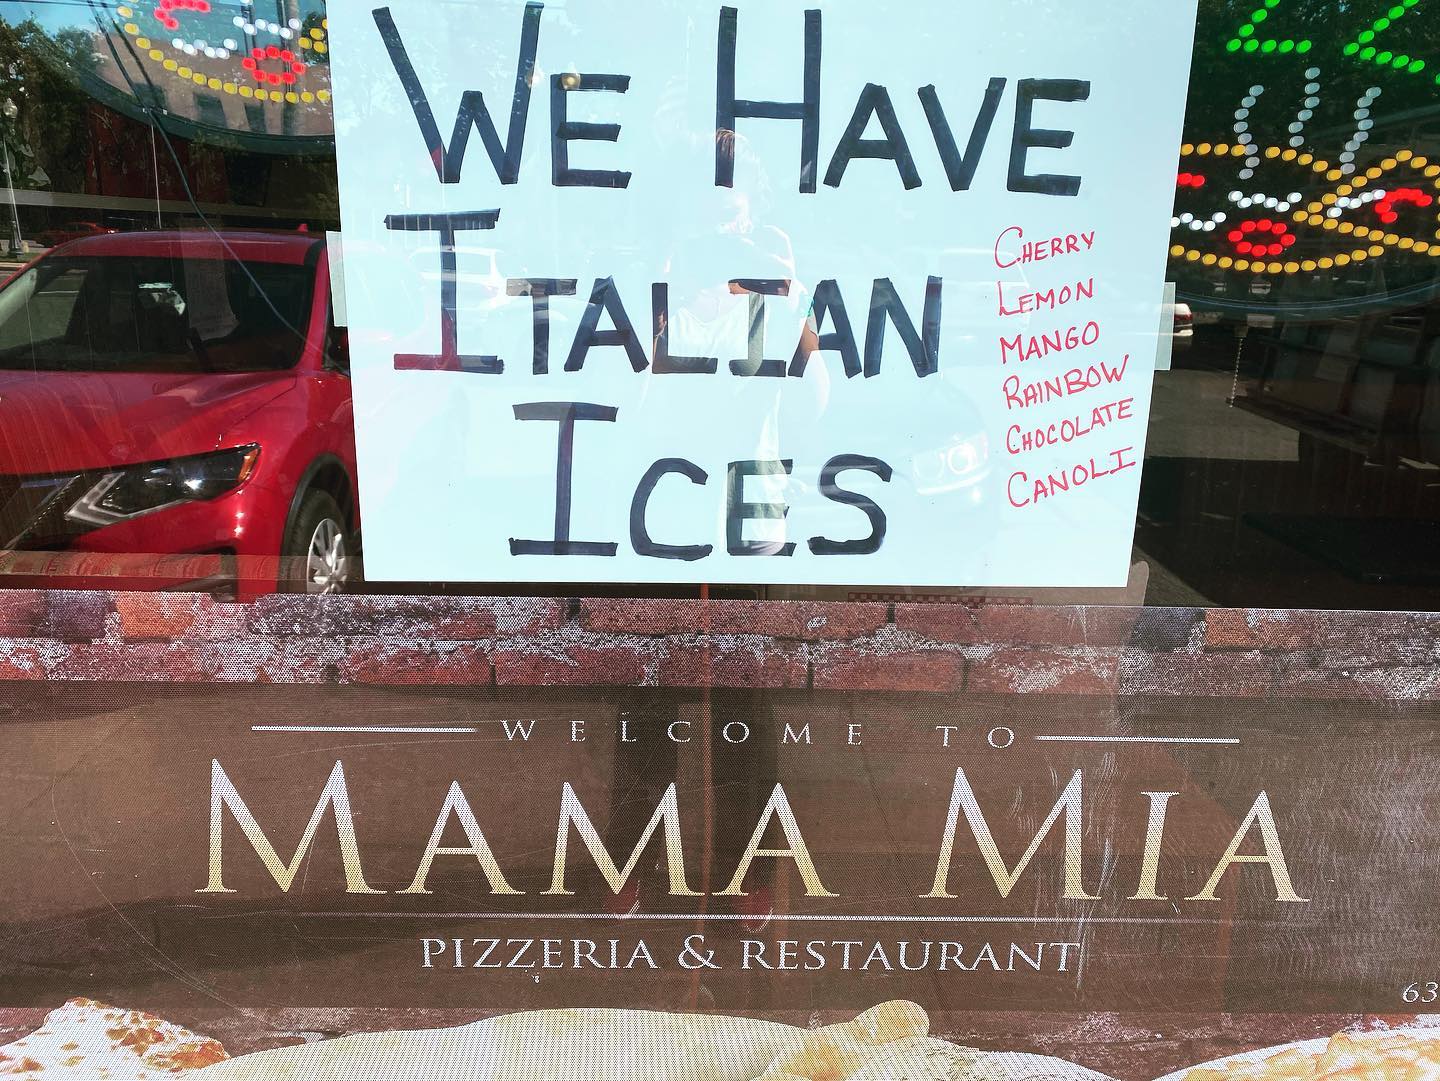 WE HAVE
ITALIAN
ICES
CHERRY
LEMON
MANGO
RAINBOW
CHOCOLATE
CANOLI
WELCOME TO
MAMA MIA
PIZZERIA & RESTAURANT
63